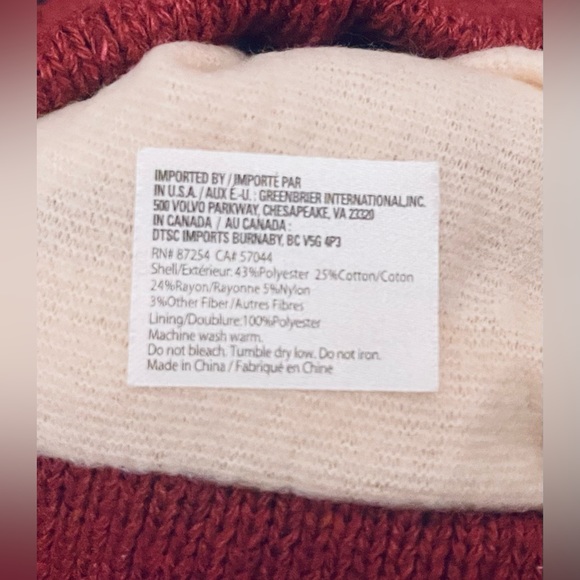 IMPORTED BY / IMPORTÉ PAR
IN U.S.A. / AUX É.-U. : GREENBRIER INTERNATIONAL,INC.
500 VOLVO PARKWAY, CHESAPEAKE, VA 23320
IN CANADA / AU CANADA :
DTSC IMPORTS BURNABY, BC V5G 4P3
RN# 87254 CA# 57044
Shell/Extérieur: 43%Polyester 25%Cotton/Coton
24%Rayon/Rayonne 5%Nylon
3%Other Fiber/Autres Fibres
Lining/Doublure:100%Polyester
Machine wash warm.
Do not bleach. Tumble dry low. Do not iron.
Made in China / Fabriqué en Chine